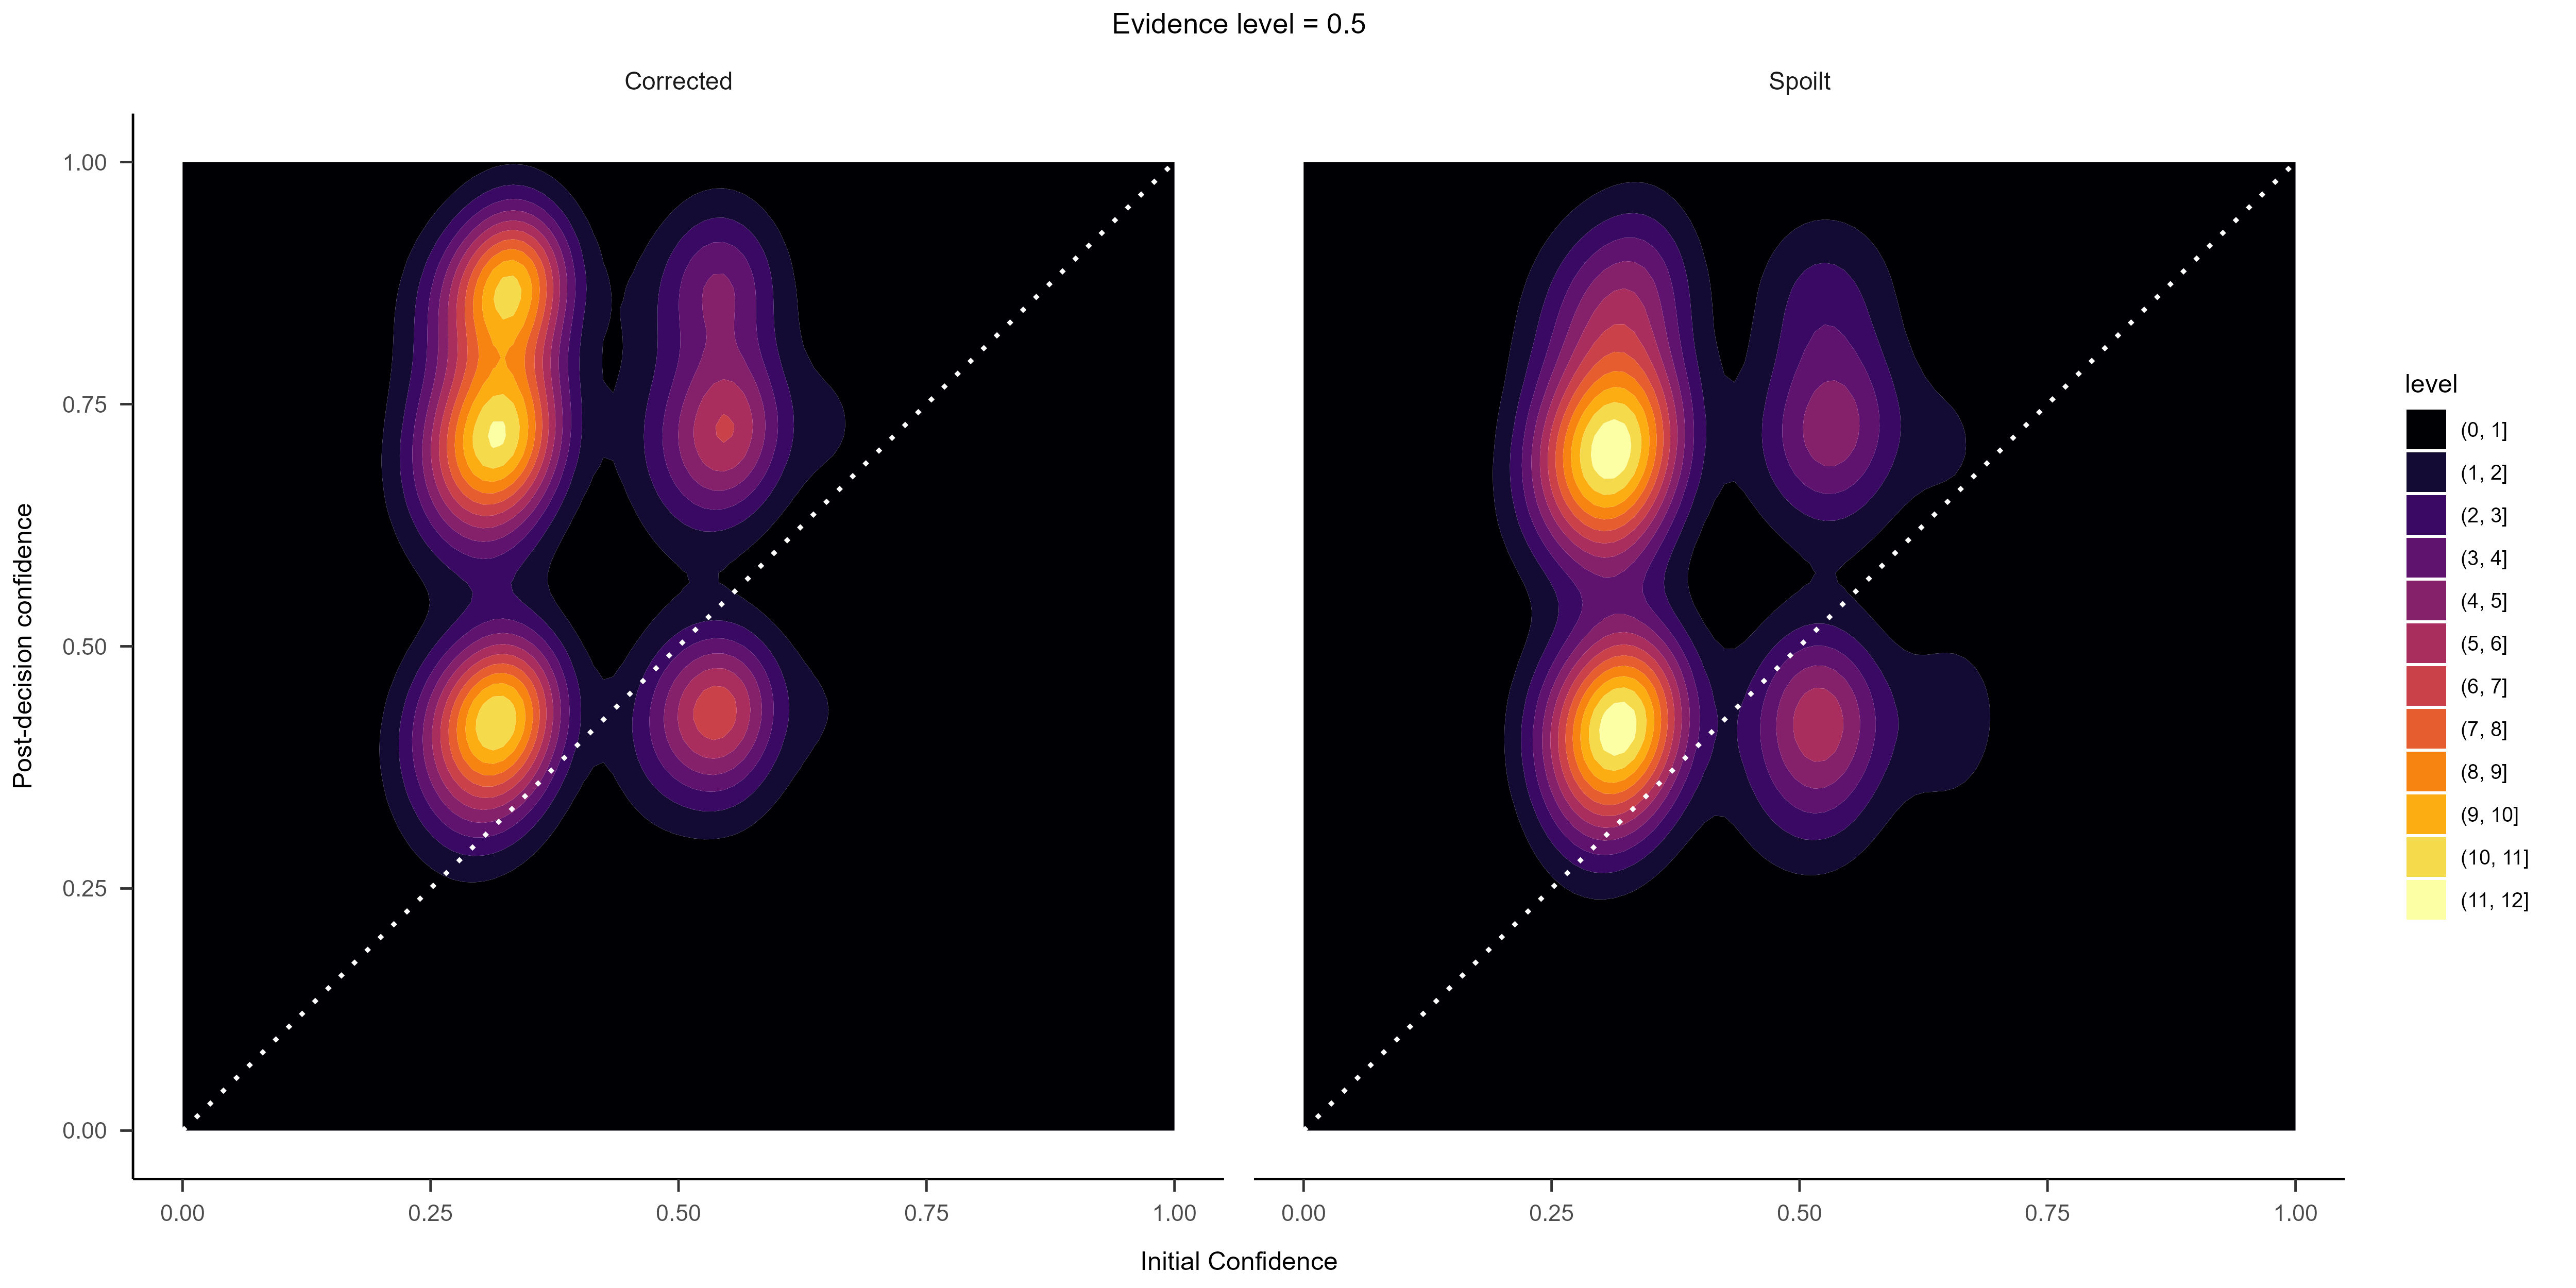 Evidence level = 0.5
Corrected
Spoilt
1.00
0.75
0.50
0.25
0.00
Post-decision confidence
0.00 0.25 0.50 0.75 1.00
0.00 0.25 0.50 0.75 1.00
Initial Confidence
level
(0, 1]
(1, 2]
(2, 3]
(3, 4]
(4, 5]
(5, 6]
(6, 7]
(7, 8]
(8, 9]
(9, 10]
(10, 11]
(11, 12]